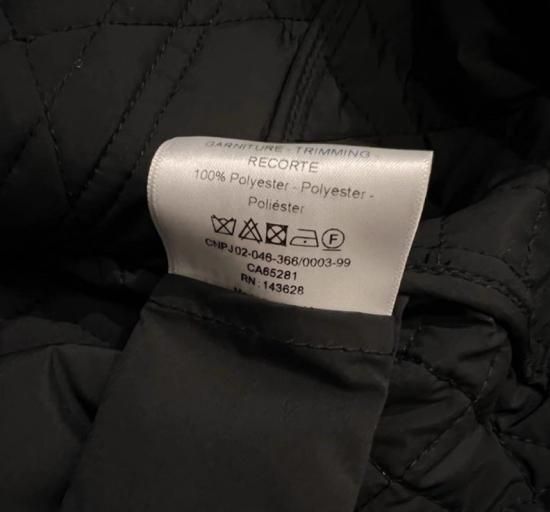 GARNITURE - TRIMMING -
RECORTE
100% Polyester - Polyester -
Poliéster
F
CNPJ 02-046-366/0003-99
CA65281
RN: 143628